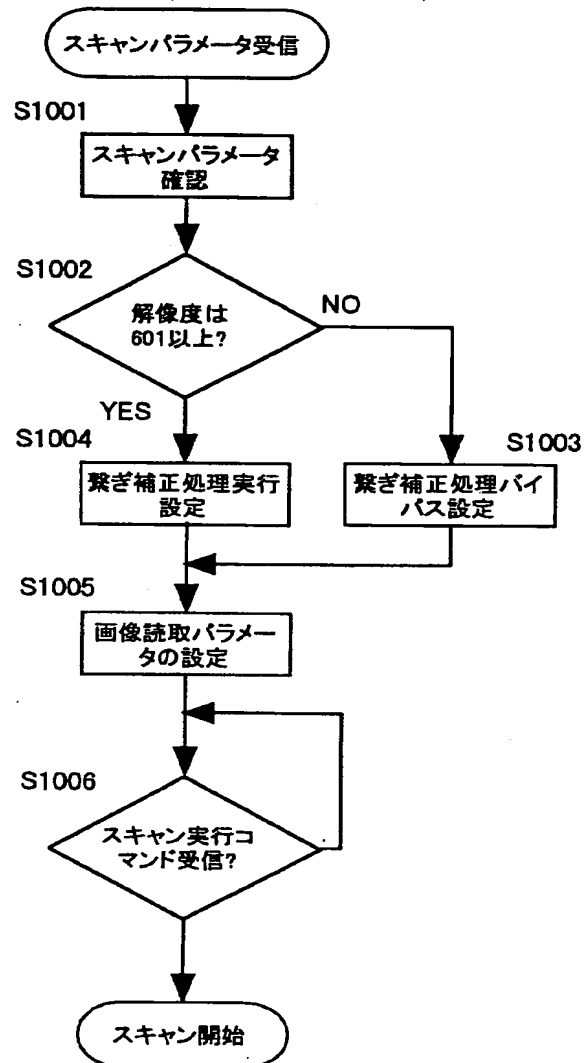 スキャンパラメータ受信
S1001
スキャンパラメータ
確認
S1002
解像度は
601以上?
NO
YES
S1004
繋ぎ補正処理実行
設定
S1003
繋ぎ補正処理バイ
パス設定
S1005
画像読取パラメー
タの設定
S1006
スキャン実行コ
マンド受信?
スキャン開始